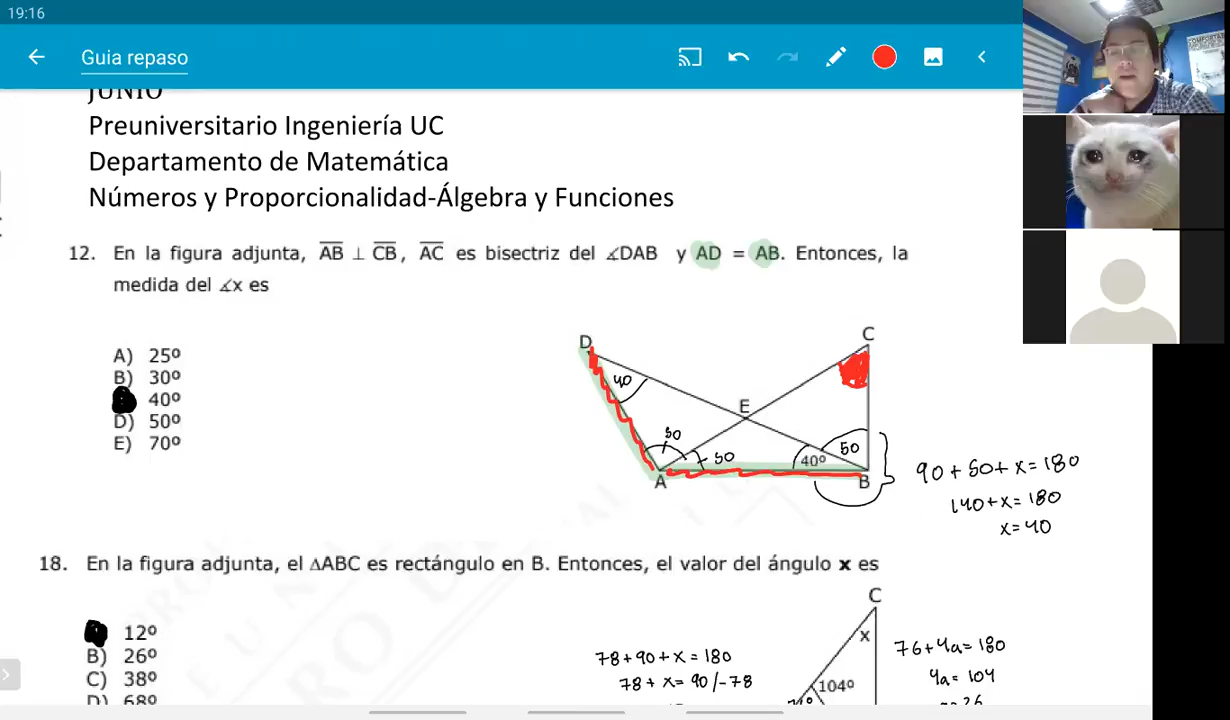 19:16
Guia repaso
JUNIO
Preuniversitario Ingeniería UC
Departamento de Matemática
Números y Proporcionalidad-Álgebra y Funciones
12. En la figura adjunta, AB ⊥ CB, AC es bisectriz del ∡DAB y AD = AB. Entonces, la
medida del ∡x es
A) 25º
B) 30º
40º
D) 50º
E) 70º
D
C
40
E
50
50
50
40º
A
B
90 + 50 + x = 180
140 + x = 180
x = 40
18. En la figura adjunta, el ∆ABC es rectángulo en B. Entonces, el valor del ángulo x es
12º
B) 26º
C) 38º
D) 68º
C
x
104º
78 + 90 + x = 180
78 + x = 90 /-78
76 + 4a = 180
4a = 104